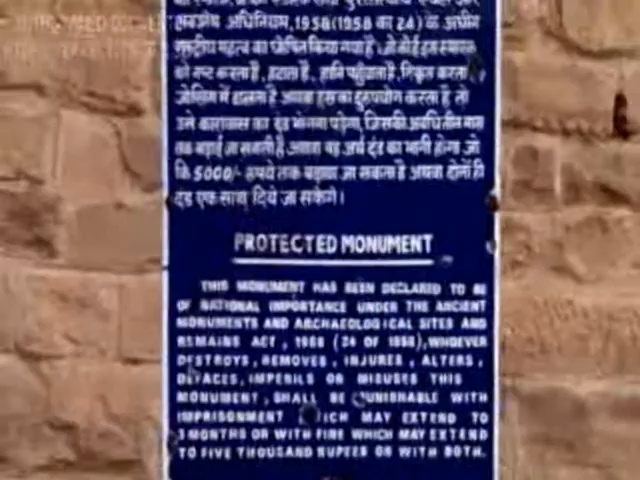 अधिनियम, 1958 (1958 का 24) के अधीन
राष्ट्रीय महत्व का घोषित किया गया है। जो कोई इस स्मारक
को नष्ट करता है, हटाता है, हानि पहुँचाता है, विकृत करता
जोखिम में डालता है अथवा इसका दुरुपयोग करता है तो
उसे कारावास का दंड भोगना पड़ेगा, जिसकी अवधि तीन मास
तक बढ़ाई जा सकती है अथवा वह अर्थ दंड का भागी होगा जो
कि 5000/- रुपये तक बढ़ाया जा सकता है अथवा दोनों ही
दंड एक साथ दिये जा सकेंगे।
PROTECTED MONUMENT
THIS MONUMENT HAS BEEN DECLARED TO BE
OF NATIONAL IMPORTANCE UNDER THE ANCIENT
MONUMENTS AND ARCHAEOLOGICAL SITES AND
REMAINS ACT, 1958 (24 OF 1958), WHOEVER
DESTROYS, REMOVES, INJURES, ALTERS,
DEFACES, IMPERILS OR MISUSES THIS
MONUMENT, SHALL BE PUNISHABLE WITH
IMPRISONMENT WHICH MAY EXTEND TO
3 MONTHS OR WITH FINE WHICH MAY EXTEND
TO FIVE THOUSAND RUPEES OR WITH BOTH.